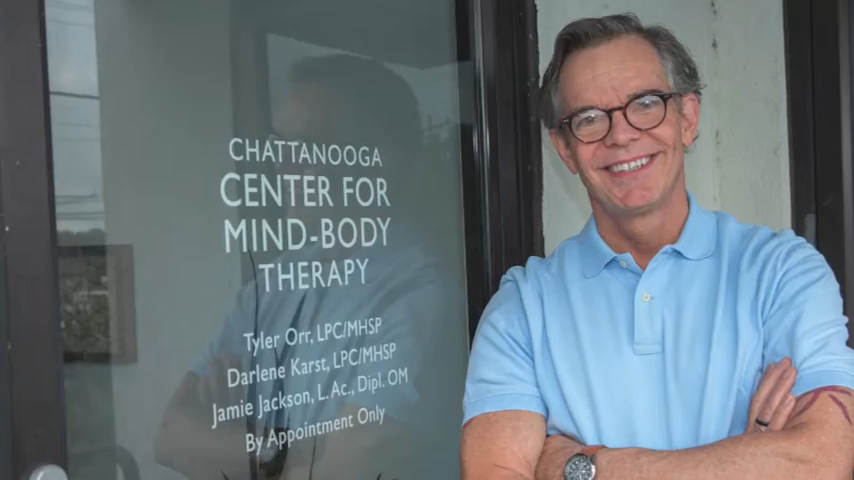 CHATTANOOGA
CENTER FOR
MIND-BODY
THERAPY
Tyler Orr, LPC/MHSP
Darlene Karst, LPC/MHSP
Jamie Jackson, L. Ac., Dipl. OM
By Appointment Only